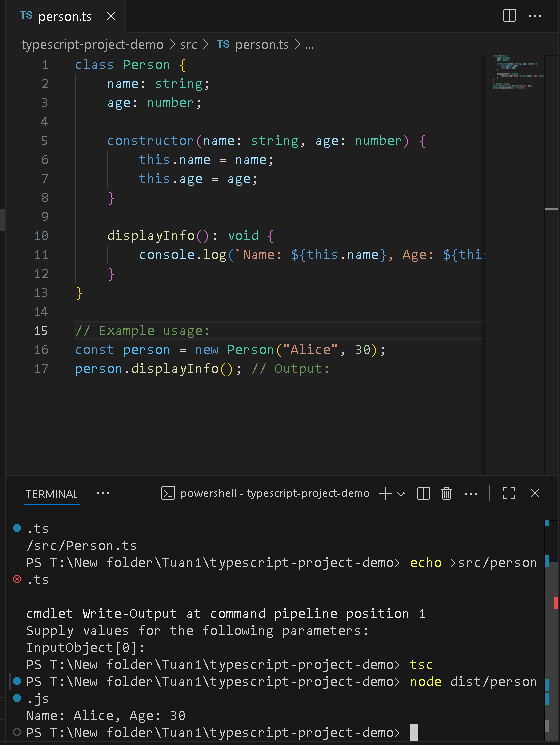 TS person.ts
typescript-project-demo > src > TS person.ts > ...
1 class Person {
2 name: string;
3 age: number;
4
5 constructor(name: string, age: number) {
6 this.name = name;
7 this.age = age;
8 }
9
10 displayInfo(): void {
11 console.log(`Name: ${this.name}, Age: ${this
12 }
13 }
14
15 // Example usage:
16 const person = new Person("Alice", 30);
17 person.displayInfo(); // Output:
TERMINAL ... powershell - typescript-project-demo
.ts
/src/Person.ts
PS T:\New folder\Tuan1\typescript-project-demo> echo >src/person
.ts
cmdlet Write-Output at command pipeline position 1
Supply values for the following parameters:
InputObject[0]:
PS T:\New folder\Tuan1\typescript-project-demo> tsc
PS T:\New folder\Tuan1\typescript-project-demo> node dist/person
.js
Name: Alice, Age: 30
PS T:\New folder\Tuan1\typescript-project-demo>